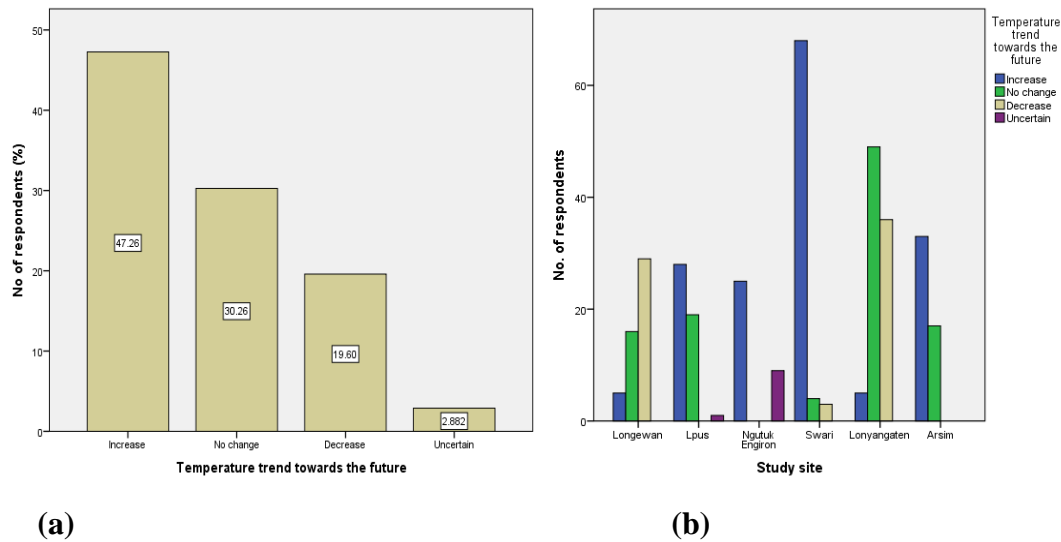 No of respondents (%)
50
40
30
20
10
0
47.26
30.26
19.60
2.882
Increase No change Decrease Uncertain
Temperature trend towards the future
(a)
No. of respondents
60
40
20
0
Longewan Lpus Ngutuk Engiron Swari Lonyangaten Arsim
Study site
Temperature
trend
towards the
future
Increase
No change
Decrease
Uncertain
(b)